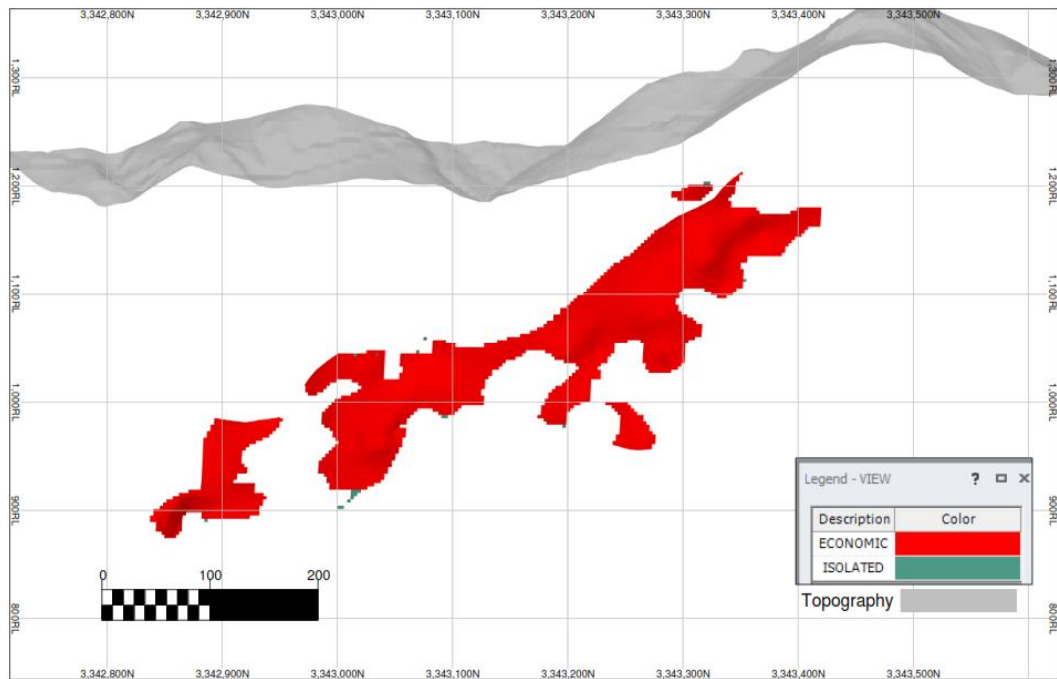 3,342,800N 3,342,900N 3,343,000N 3,343,100N 3,343,200N 3,343,300N 3,343,400N 3,343,500N
1,300RL 1,300RL
1,200RL 1,200RL
1,100RL 1,100RL
1,000RL 1,000RL
Legend - VIEW ? X
900RL 900RL
Description Color
ECONOMIC
ISOLATED
0 100 200
Topography
800RL 800RL
3,342,800N 3,342,900N 3,343,000N 3,343,100N 3,343,200N 3,343,300N 3,343,400N 3,343,500N